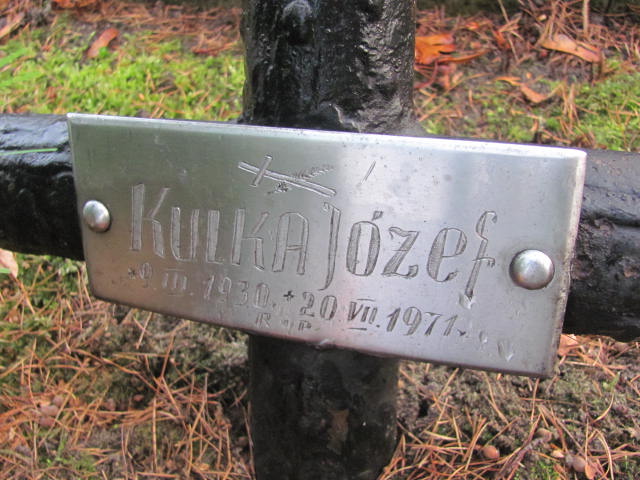 Kulka Józef
*9 III. 1930. +20 VII. 1971.
R. P.